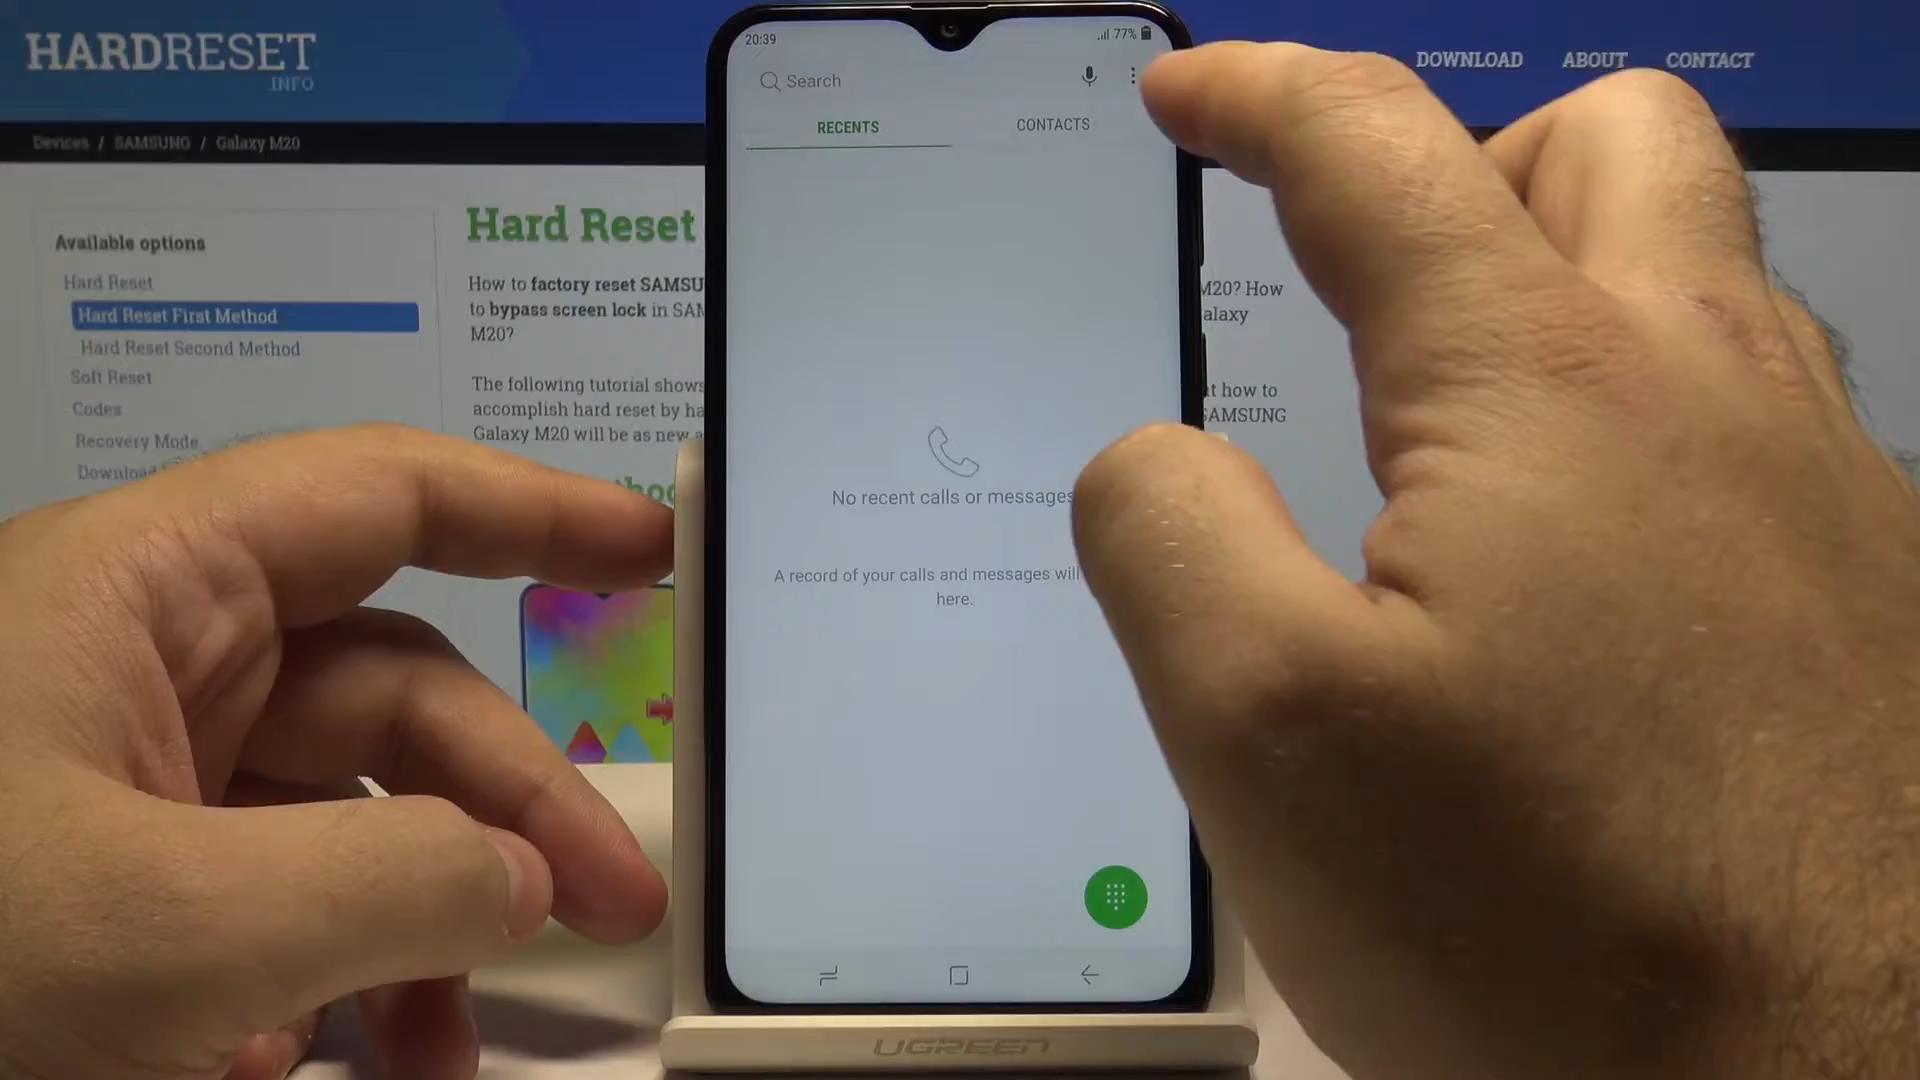 HARDRESET
.INFO
DOWNLOAD
ABOUT
CONTACT
Devices / SAMSUNG / Galaxy M20
Available options
Hard Reset
Hard Reset First Method
Hard Reset Second Method
Soft Reset
Codes
Recovery Mode
Download
Hard Reset
How to factory reset SAMSU
to bypass screen lock in SAM
M20?
M20? How
alaxy
The following tutorial shows
accomplish hard reset by ha
Galaxy M20 will be as new a
ut how to
SAMSUNG
20:39
77%
Search
RECENTS
CONTACTS
No recent calls or messages
A record of your calls and messages will
here.
UGREEN